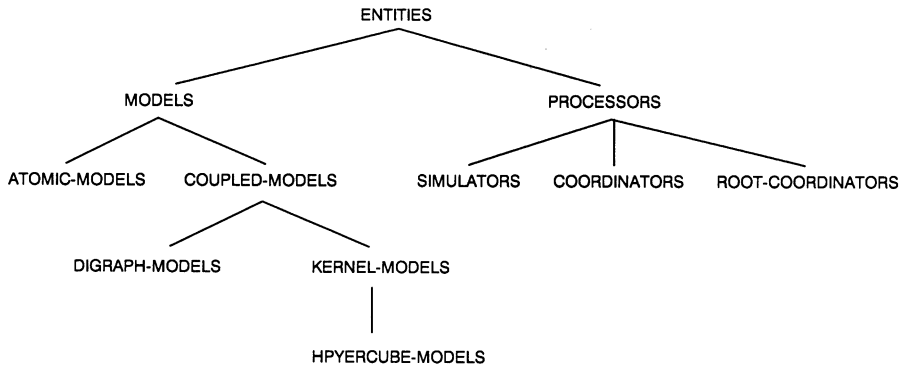 ENTITIES
MODELS
PROCESSORS
ATOMIC-MODELS
COUPLED-MODELS
SIMULATORS
COORDINATORS
ROOT-COORDINATORS
DIGRAPH-MODELS
KERNEL-MODELS
HPYERCUBE-MODELS